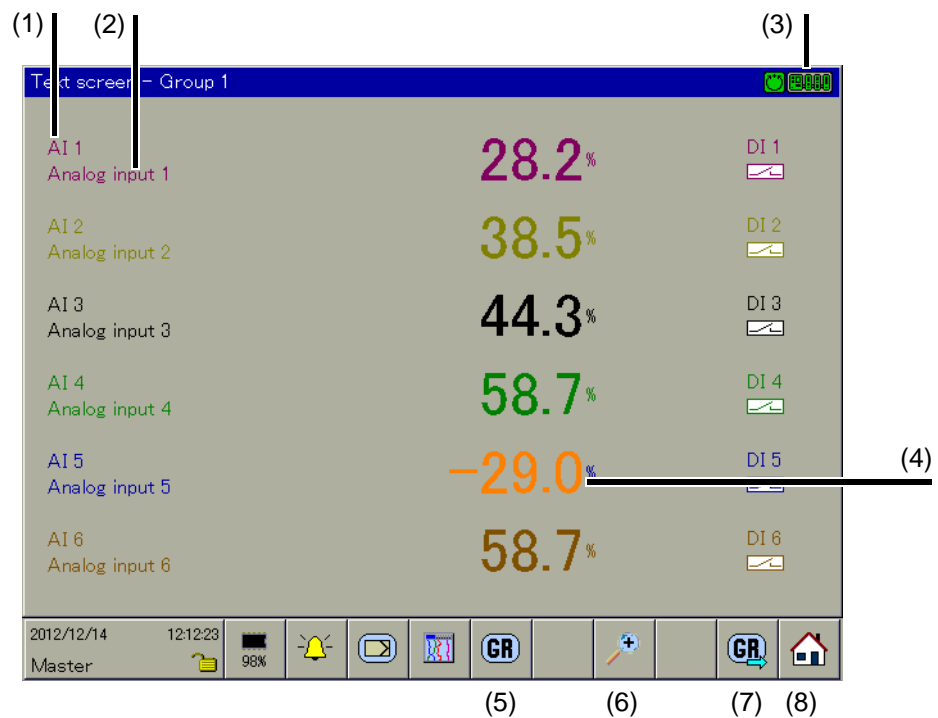 (1) (2) (3)
Text screen - Group 1
AI 1 28.2 % DI 1
Analog input 1
AI 2 38.5 % DI 2
Analog input 2
AI 3 44.3 % DI 3
Analog input 3
AI 4 58.7 % DI 4
Analog input 4
AI 5 -29.0 % DI 5 (4)
Analog input 5
AI 6 58.7 % DI 6
Analog input 6
2012/12/14 12:12:23
Master 98% GR GR
(5) (6) (7) (8)